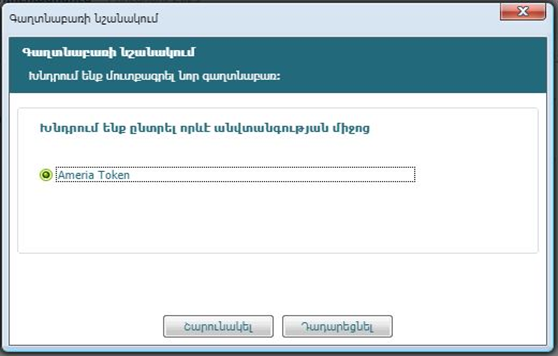 Գաղտնաբառի նշանակում
Գաղտնաբառի նշանակում
Խնդրում ենք մուտքագրել նոր գաղտնաբառ:
Խնդրում ենք ընտրել որևէ անվտանգության միջոց
Ameria Token
Շարունակել
Դադարեցնել